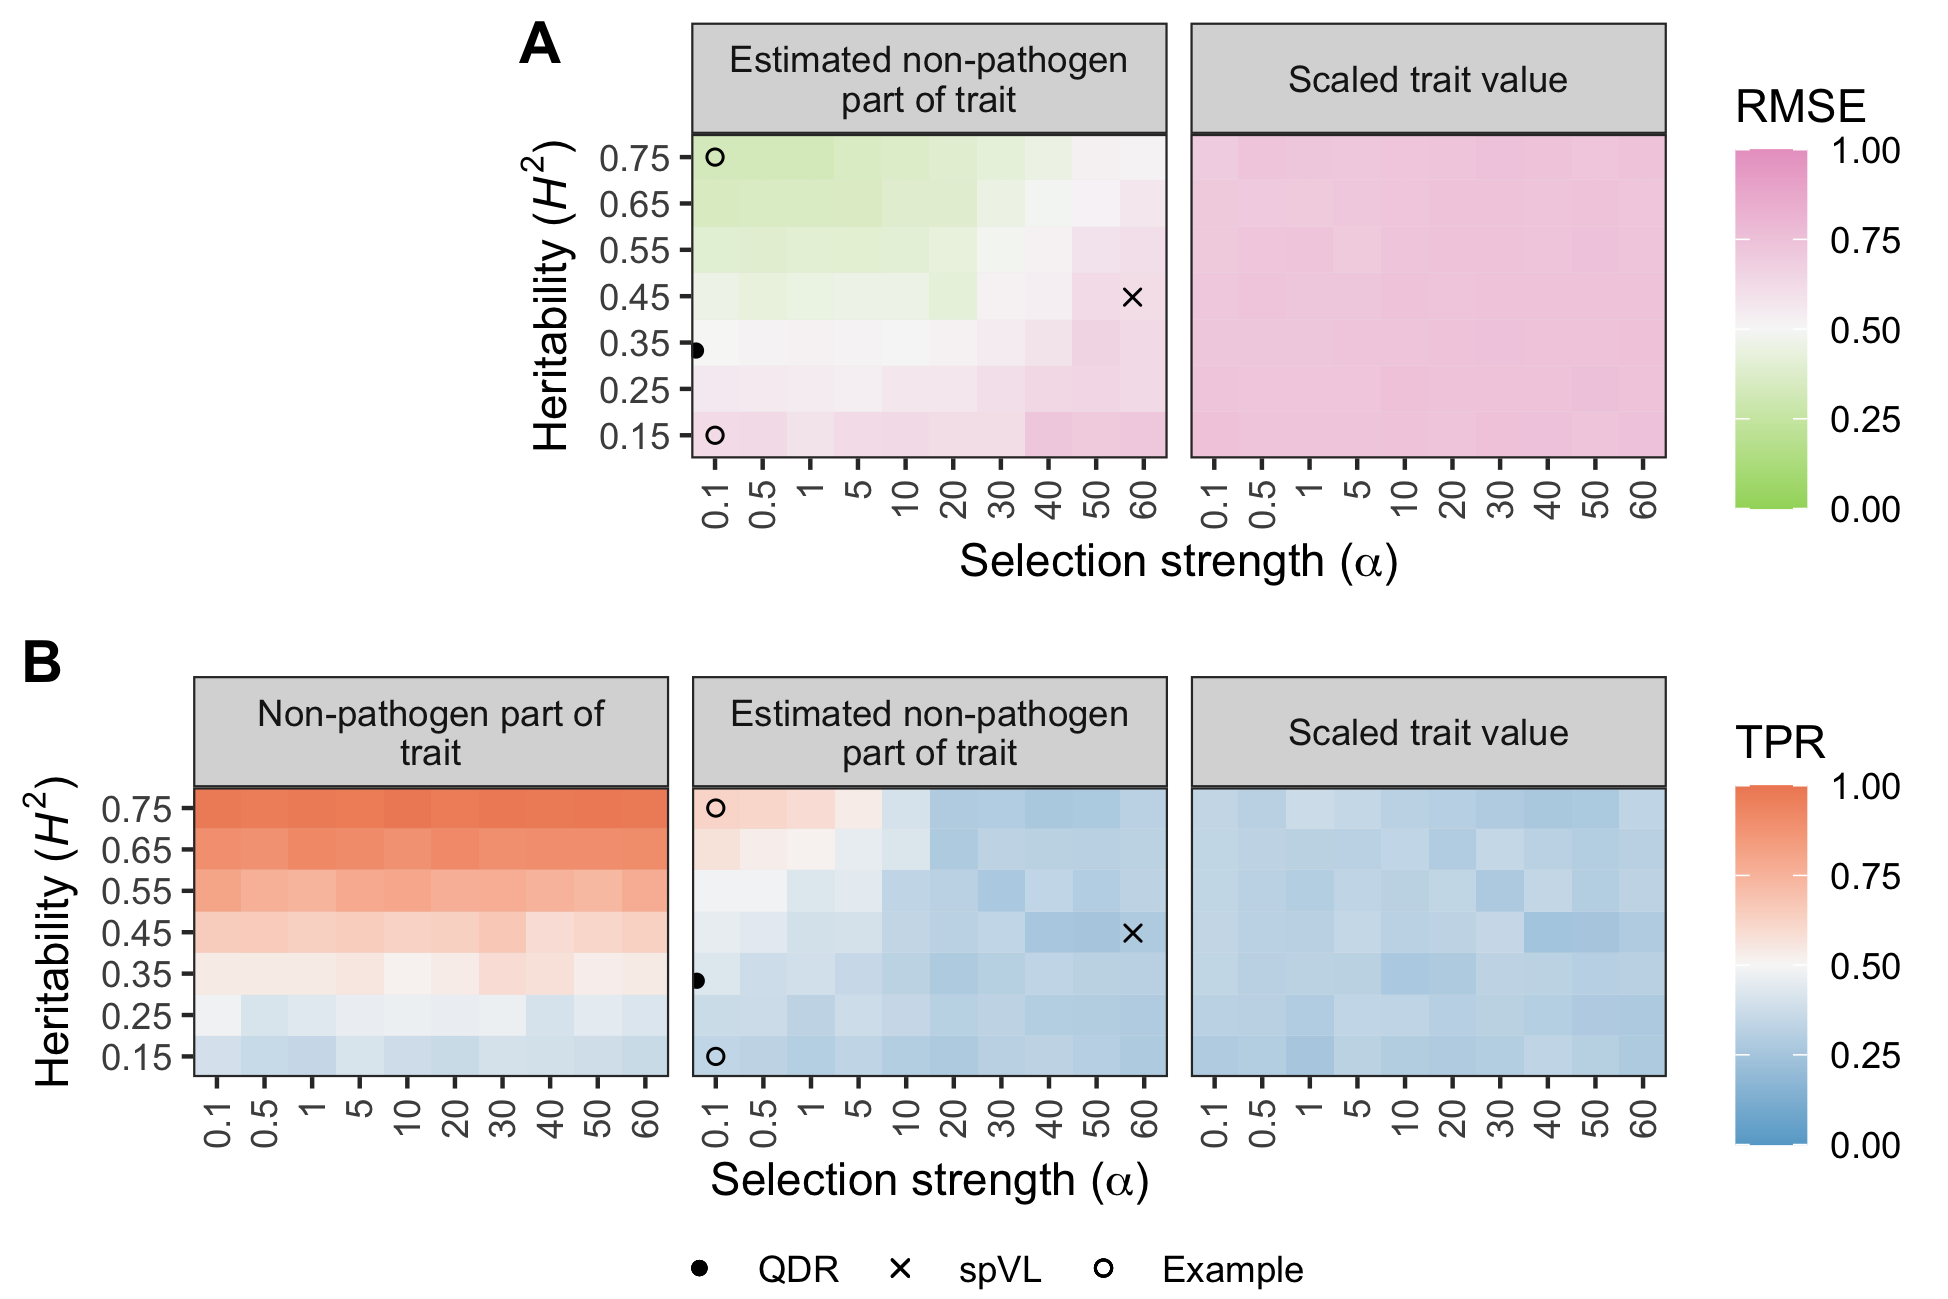 A
Estimated non-pathogen
part of trait
Scaled trait value
Heritability (H²)
0.75
0.65
0.55
0.45
0.35
0.25
0.15
0.1 0.5 1 5 10 20 30 40 50 60
0.1 0.5 1 5 10 20 30 40 50 60
Selection strength (α)
RMSE
1.00
0.75
0.50
0.25
0.00
B
Non-pathogen part of
trait
Estimated non-pathogen
part of trait
Scaled trait value
Heritability (H²)
0.75
0.65
0.55
0.45
0.35
0.25
0.15
0.1 0.5 1 5 10 20 30 40 50 60
0.1 0.5 1 5 10 20 30 40 50 60
0.1 0.5 1 5 10 20 30 40 50 60
Selection strength (α)
TPR
1.00
0.75
0.50
0.25
0.00
QDR spVL Example